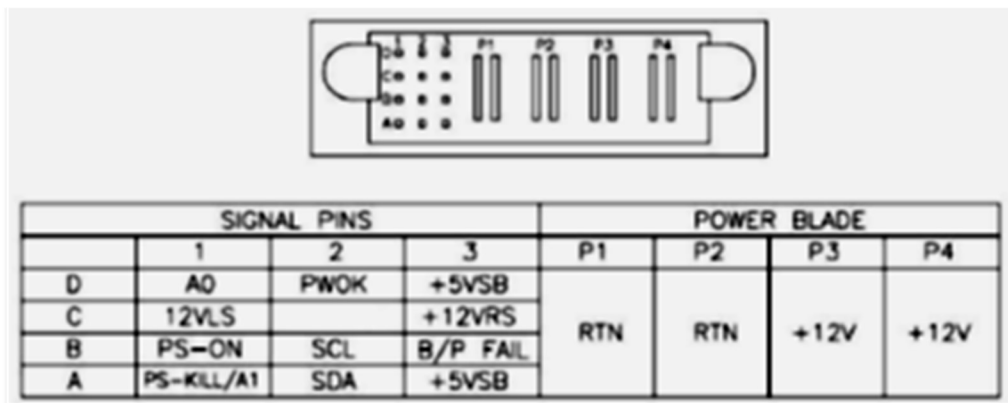 1 2 3 P1 P2 P3 P4
D
C
B
A
SIGNAL PINS POWER BLADE
1 2 3 P1 P2 P3 P4
D A0 PWOK +5VSB
C 12VLS +12VRS
RTN RTN +12V +12V
B PS-ON SCL B/P FAIL
A PS-KILL/A1 SDA +5VSB